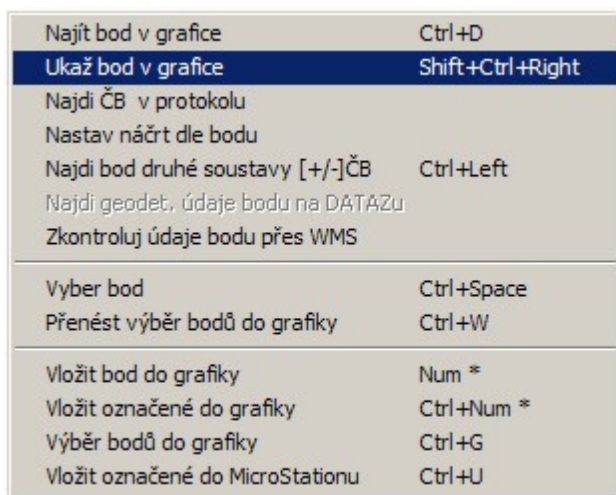 Najít bod v grafice Ctrl+D
Ukaž bod v grafice Shift+Ctrl+Right
Najdi ČB v protokolu
Nastav náčrt dle bodu
Najdi bod druhé soustavy [+/-]ČB Ctrl+Left
Najdi geodet. údaje bodu na DATAZu
Zkontroluj údaje bodu přes WMS
Vyber bod Ctrl+Space
Přenést výběr bodů do grafiky Ctrl+W
Vložit bod do grafiky Num *
Vložit označené do grafiky Ctrl+Num *
Výběr bodů do grafiky Ctrl+G
Vložit označené do MicroStationu Ctrl+U